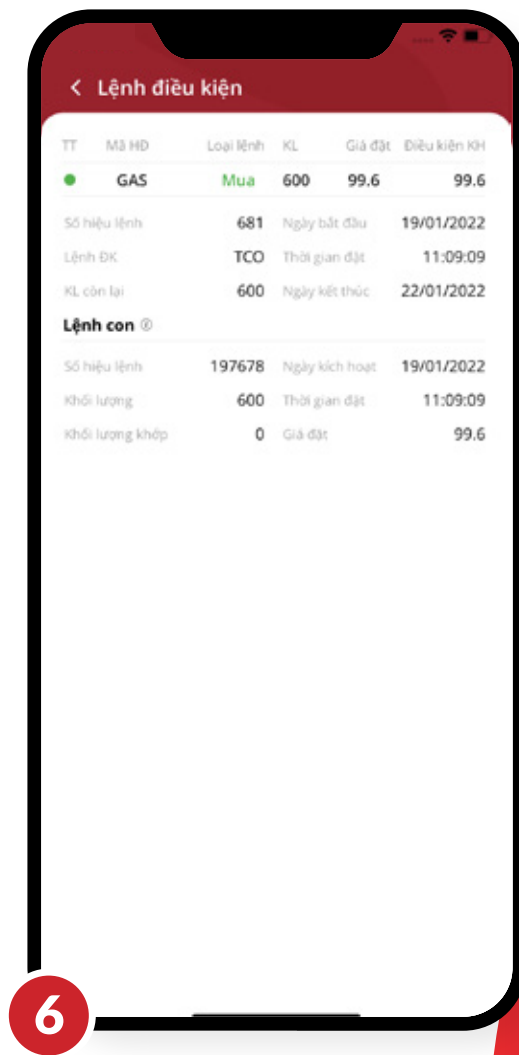 Lệnh điều kiện
TT Mã HĐ Loại lệnh KL Giá đặt Điều kiện KH
GAS Mua 600 99.6 99.6
Số hiệu lệnh 681 Ngày bắt đầu 19/01/2022
Lệnh ĐK TCO Thời gian đặt 11:09:09
KL còn lại 600 Ngày kết thúc 22/01/2022
Lệnh con
Số hiệu lệnh 197678 Ngày kích hoạt 19/01/2022
Khối lượng 600 Thời gian đặt 11:09:09
Khối lượng khớp 0 Giá đặt 99.6
6